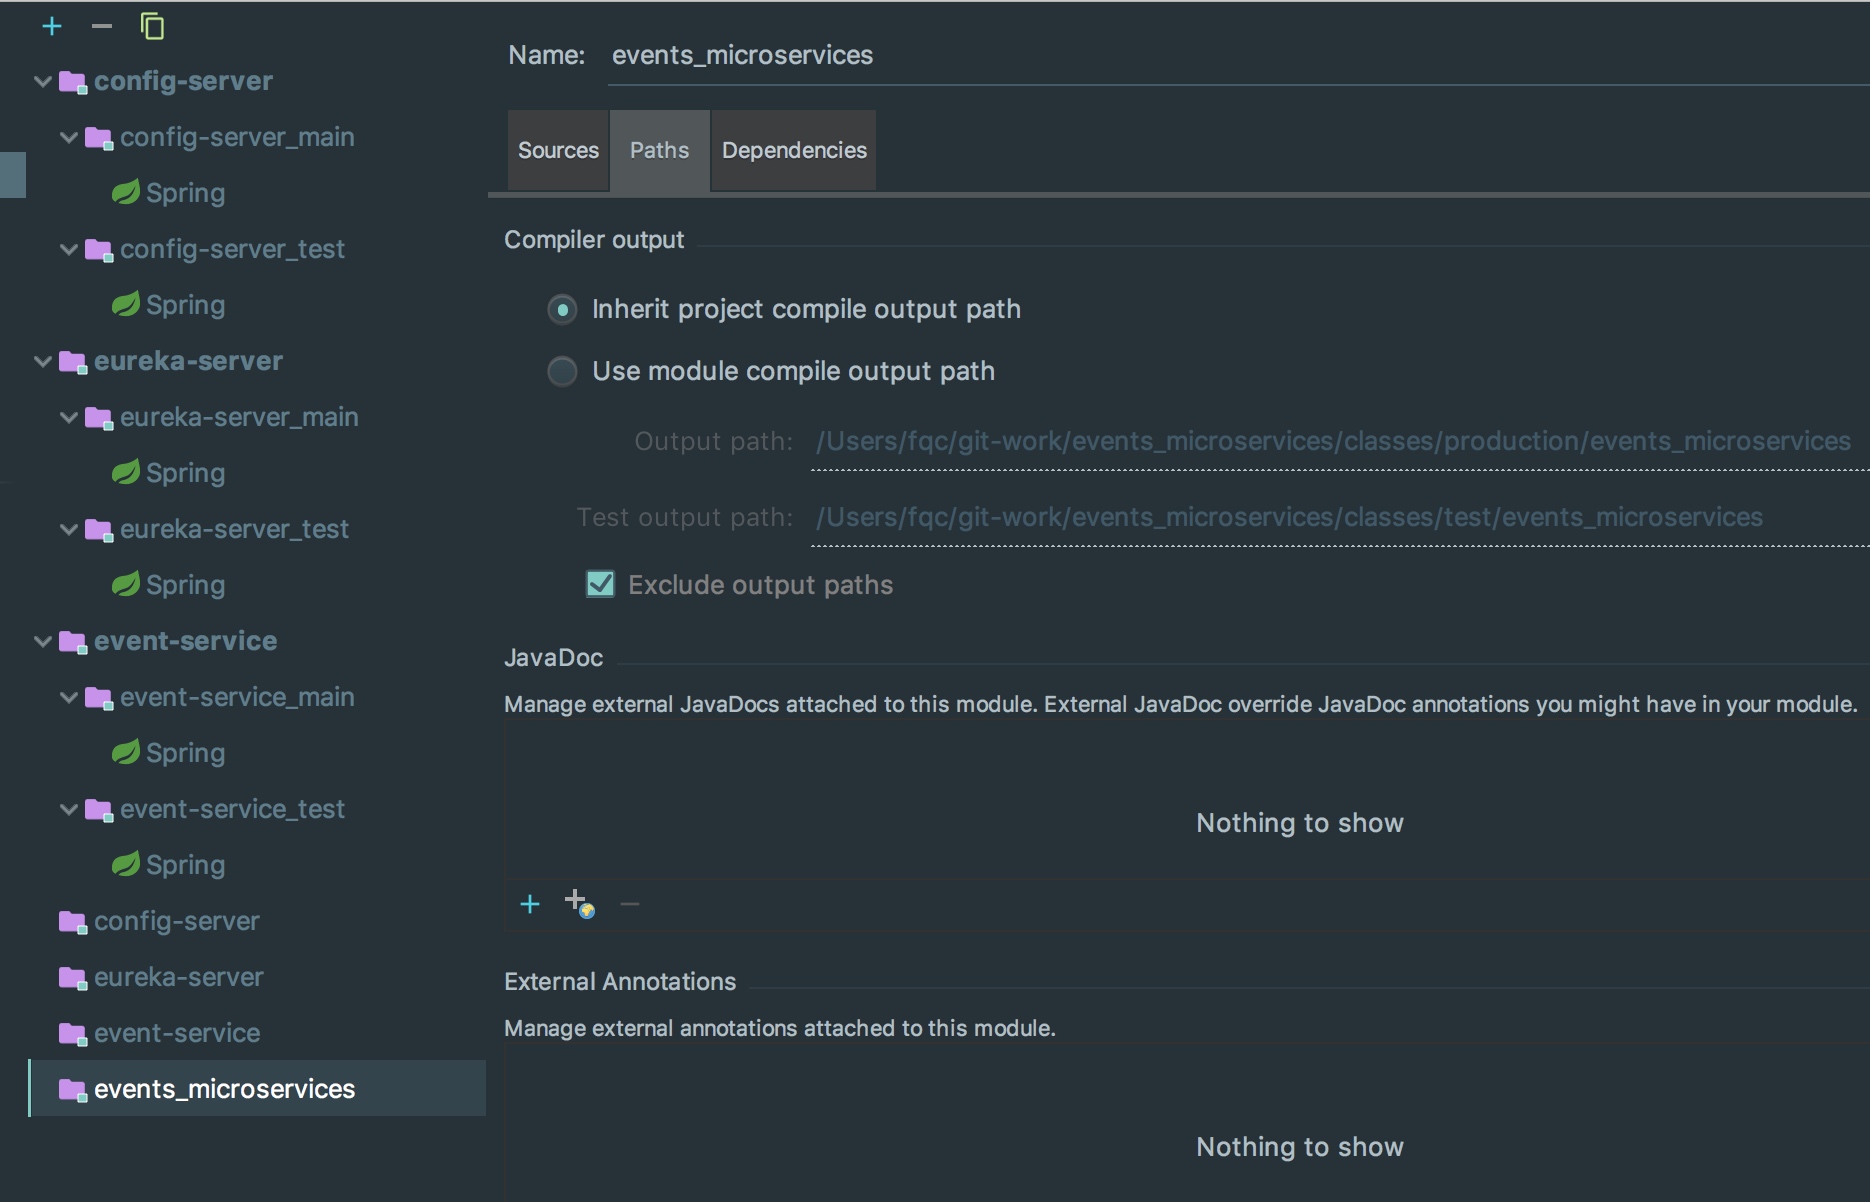 config-server
config-server_main
Spring
config-server_test
Spring
eureka-server
eureka-server_main
Spring
eureka-server_test
Spring
event-service
event-service_main
Spring
event-service_test
Spring
config-server
eureka-server
event-service
events_microservices
Name: events_microservices
Sources Paths Dependencies
Compiler output
Inherit project compile output path
Use module compile output path
Output path: /Users/fqc/git-work/events_microservices/classes/production/events_microservices
Test output path: /Users/fqc/git-work/events_microservices/classes/test/events_microservices
Exclude output paths
JavaDoc
Manage external JavaDocs attached to this module. External JavaDoc override JavaDoc annotations you might have in your module.
Nothing to show
External Annotations
Manage external annotations attached to this module.
Nothing to show